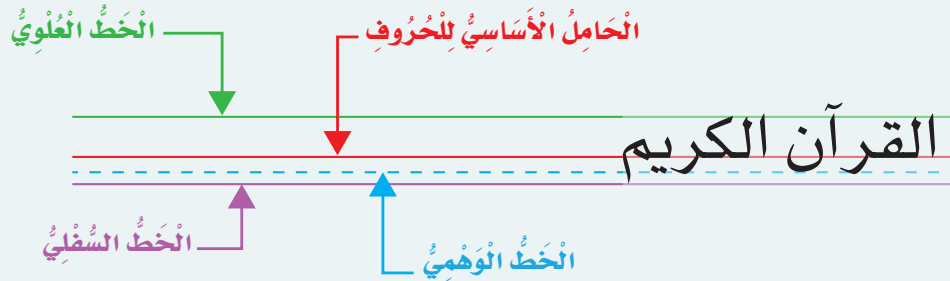 الْحَامِلُ الْأَسَاسِيُّ لِلْحُرُوفِ
الْخَطُّ الْعُلْوِيُّ
القرآن الكريم
الْخَطُّ السُّفْلِيُّ
الْخَطُّ الْوَهْمِيُّ